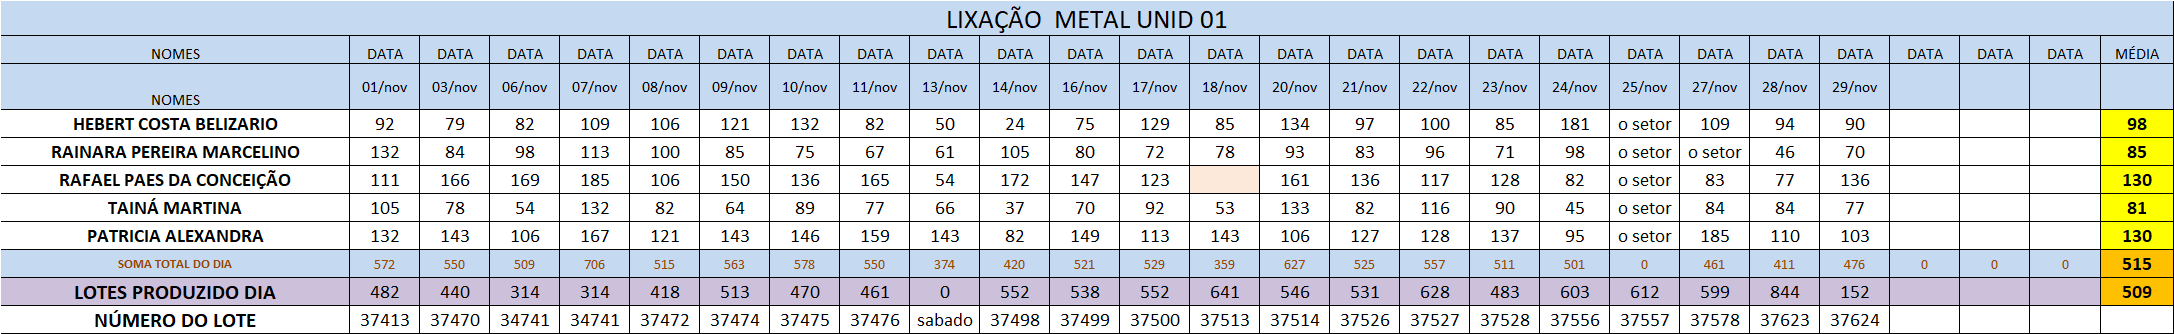 LIXAÇÃO  METAL UNID 01
NOMES DATA DATA DATA DATA DATA DATA DATA DATA DATA DATA DATA DATA DATA DATA DATA DATA DATA DATA DATA DATA DATA DATA DATA DATA DATA MÉDIA
NOMES 01/nov 03/nov 06/nov 07/nov 08/nov 09/nov 10/nov 11/nov 13/nov 14/nov 16/nov 17/nov 18/nov 20/nov 21/nov 22/nov 23/nov 24/nov 25/nov 27/nov 28/nov 29/nov
HEBERT COSTA BELIZARIO 92 79 82 109 106 121 132 82 50 24 75 129 85 134 97 100 85 181 o setor 109 94 90 98
RAINARA PEREIRA MARCELINO 132 84 98 113 100 85 75 67 61 105 80 72 78 93 83 96 71 98 o setor o setor 46 70 85
RAFAEL PAES DA CONCEIÇÃO 111 166 169 185 106 150 136 165 54 172 147 123 161 136 117 128 82 o setor 83 77 136 130
TAINÁ MARTINA 105 78 54 132 82 64 89 77 66 37 70 92 53 133 82 116 90 45 o setor 84 84 77 81
PATRICIA ALEXANDRA 132 143 106 167 121 143 146 159 143 82 149 113 143 106 127 128 137 95 o setor 185 110 103 130
SOMA TOTAL DO DIA 572 550 509 706 515 563 578 550 374 420 521 529 359 627 525 557 511 501 0 461 411 476 0 0 0 515
LOTES PRODUZIDO DIA 482 440 314 314 418 513 470 461 0 552 538 552 641 546 531 628 483 603 612 599 844 152 509
NÚMERO DO LOTE 37413 37470 34741 34741 37472 37474 37475 37476 sabado 37498 37499 37500 37513 37514 37526 37527 37528 37556 37557 37578 37623 37624